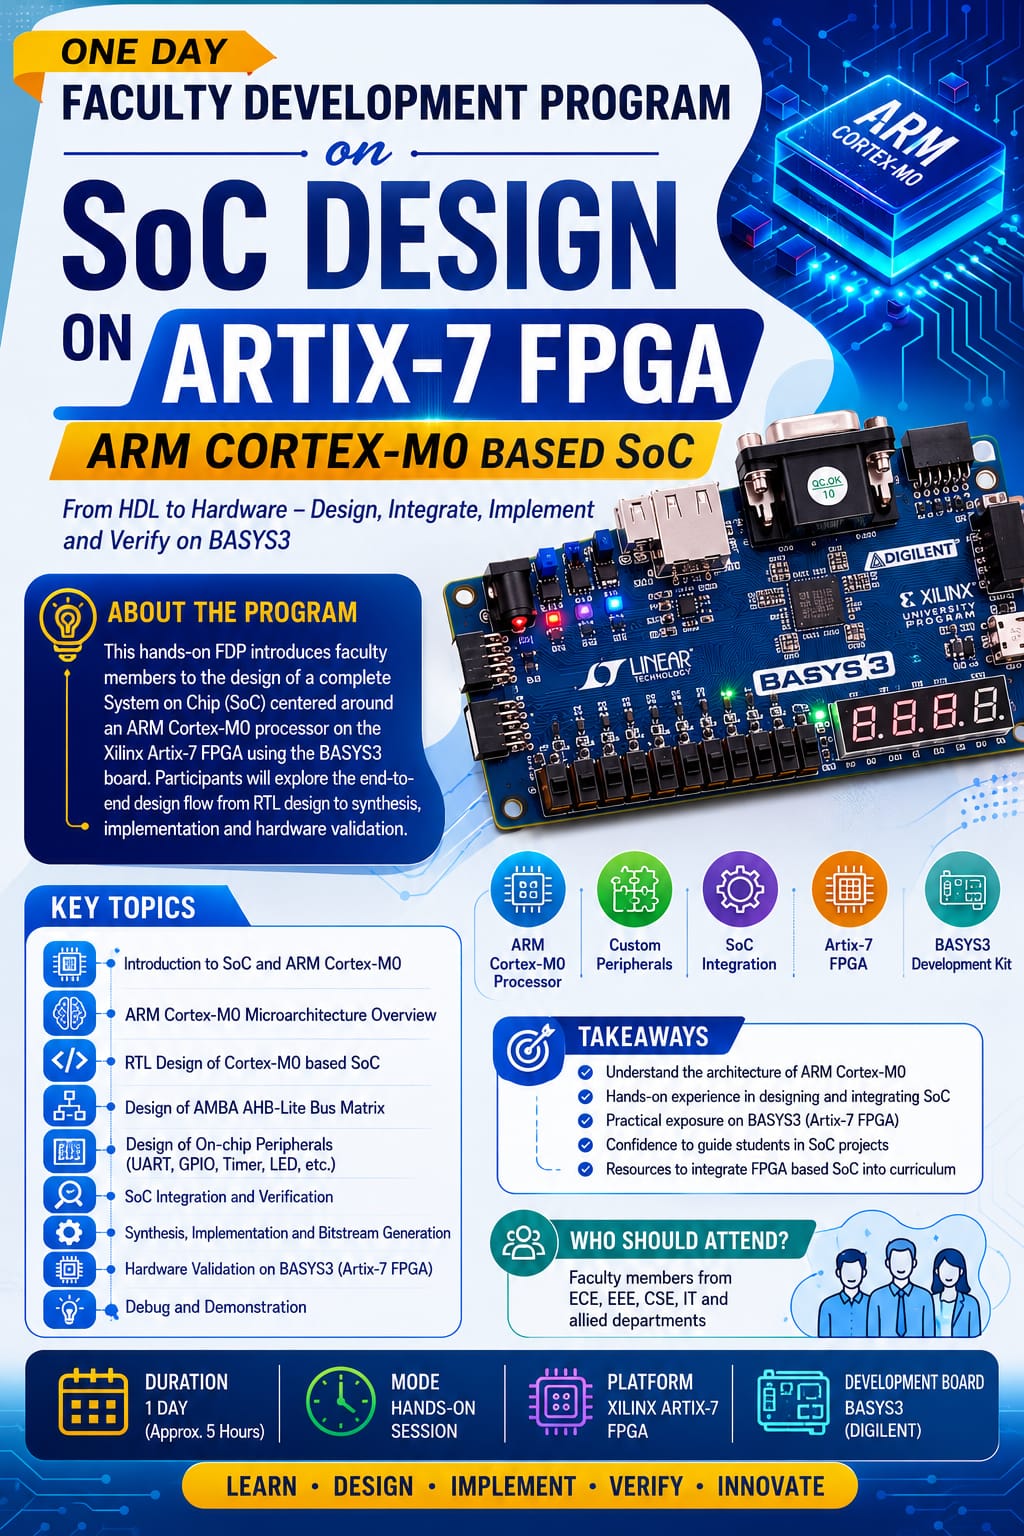 ONE DAY
FACULTY DEVELOPMENT PROGRAM
on
SoC DESIGN
ON ARTIX-7 FPGA
ARM CORTEX-M0 BASED SoC
From HDL to Hardware – Design, Integrate, Implement
and Verify on BASYS3
ARM
CORTEX-M0
QC.OK
10
DIGILENT
XILINX
UNIVERSITY
PROGRAM
LINEAR
TECHNOLOGY
BASYS 3
8.8.8.8.
ABOUT THE PROGRAM
This hands-on FDP introduces faculty
members to the design of a complete
System on Chip (SoC) centered around
an ARM Cortex-M0 processor on the
Xilinx Artix-7 FPGA using the BASYS3
board. Participants will explore the end-to-
end design flow from RTL design to synthesis,
implementation and hardware validation.
ARM
Cortex-M0
Processor
Custom
Peripherals
SoC
Integration
Artix-7
FPGA
BASYS3
Development Kit
KEY TOPICS
Introduction to SoC and ARM Cortex-M0
ARM Cortex-M0 Microarchitecture Overview
RTL Design of Cortex-M0 based SoC
Design of AMBA AHB-Lite Bus Matrix
Design of On-chip Peripherals
(UART, GPIO, Timer, LED, etc.)
SoC Integration and Verification
Synthesis, Implementation and Bitstream Generation
Hardware Validation on BASYS3 (Artix-7 FPGA)
Debug and Demonstration
TAKEAWAYS
Understand the architecture of ARM Cortex-M0
Hands-on experience in designing and integrating SoC
Practical exposure on BASYS3 (Artix-7 FPGA)
Confidence to guide students in SoC projects
Resources to integrate FPGA based SoC into curriculum
WHO SHOULD ATTEND?
Faculty members from
ECE, EEE, CSE, IT and
allied departments
DURATION
1 DAY
(Approx. 5 Hours)
MODE
HANDS-ON
SESSION
PLATFORM
XILINX ARTIX-7
FPGA
DEVELOPMENT BOARD
BASYS3
(DIGILENT)
LEARN • DESIGN • IMPLEMENT • VERIFY • INNOVATE